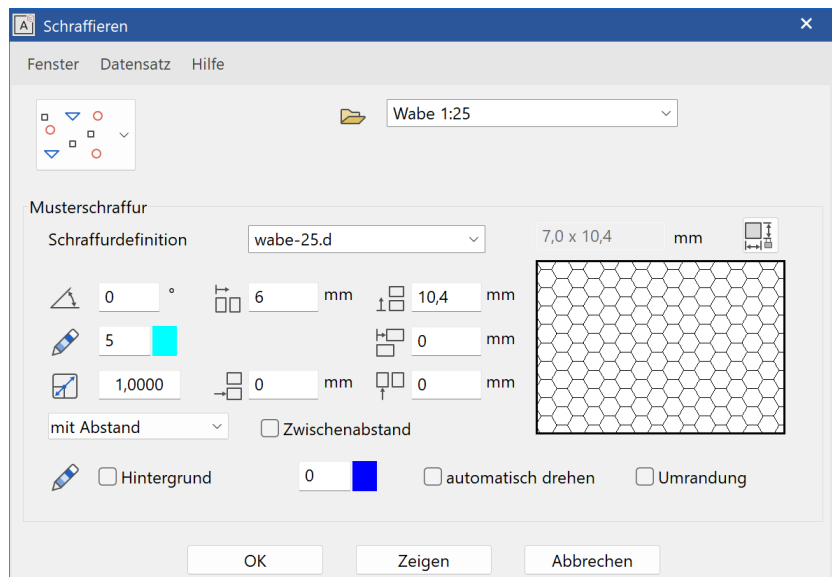 Schraffieren
Fenster Datensatz Hilfe
Wabe 1:25
Musterschraffur
Schraffurdefinition wabe-25.d 7,0 x 10,4 mm
0 ° 6 mm 10,4 mm
5 0 mm
1,0000 0 mm 0 mm
mit Abstand Zwischenabstand
Hintergrund 0 automatisch drehen Umrandung
OK Zeigen Abbrechen